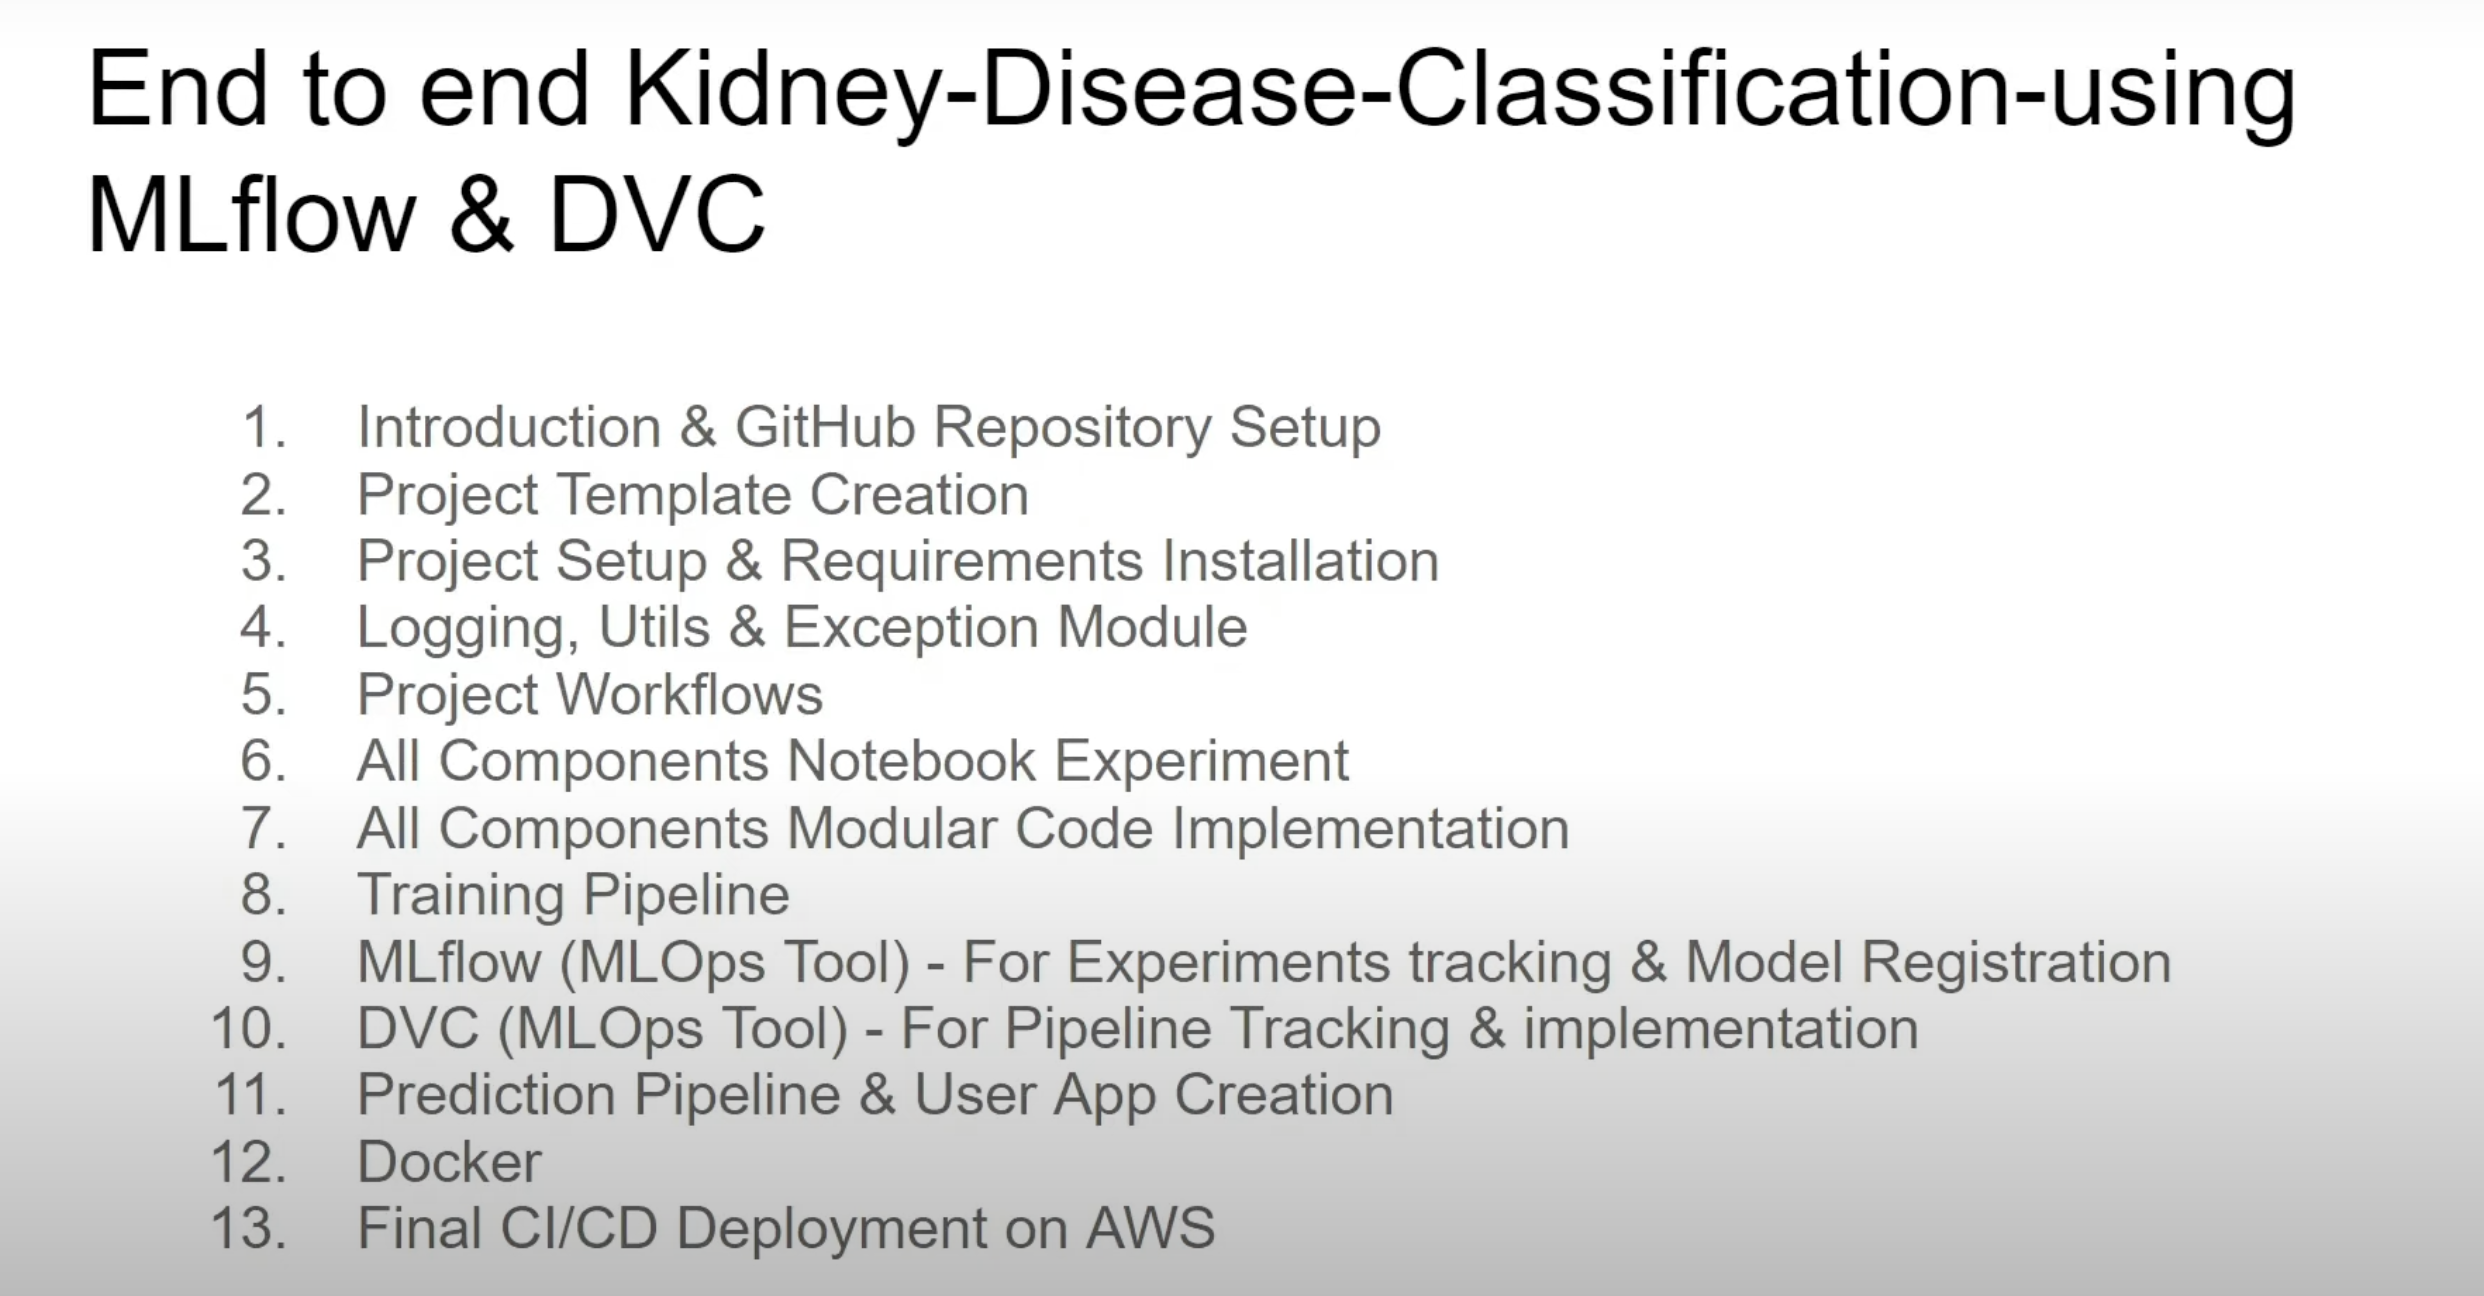 End to end Kidney-Disease-Classification-using
MLflow & DVC
1. Introduction & GitHub Repository Setup
2. Project Template Creation
3. Project Setup & Requirements Installation
4. Logging, Utils & Exception Module
5. Project Workflows
6. All Components Notebook Experiment
7. All Components Modular Code Implementation
8. Training Pipeline
9. MLflow (MLOps Tool) - For Experiments tracking & Model Registration
10. DVC (MLOps Tool) - For Pipeline Tracking & implementation
11. Prediction Pipeline & User App Creation
12. Docker
13. Final CI/CD Deployment on AWS